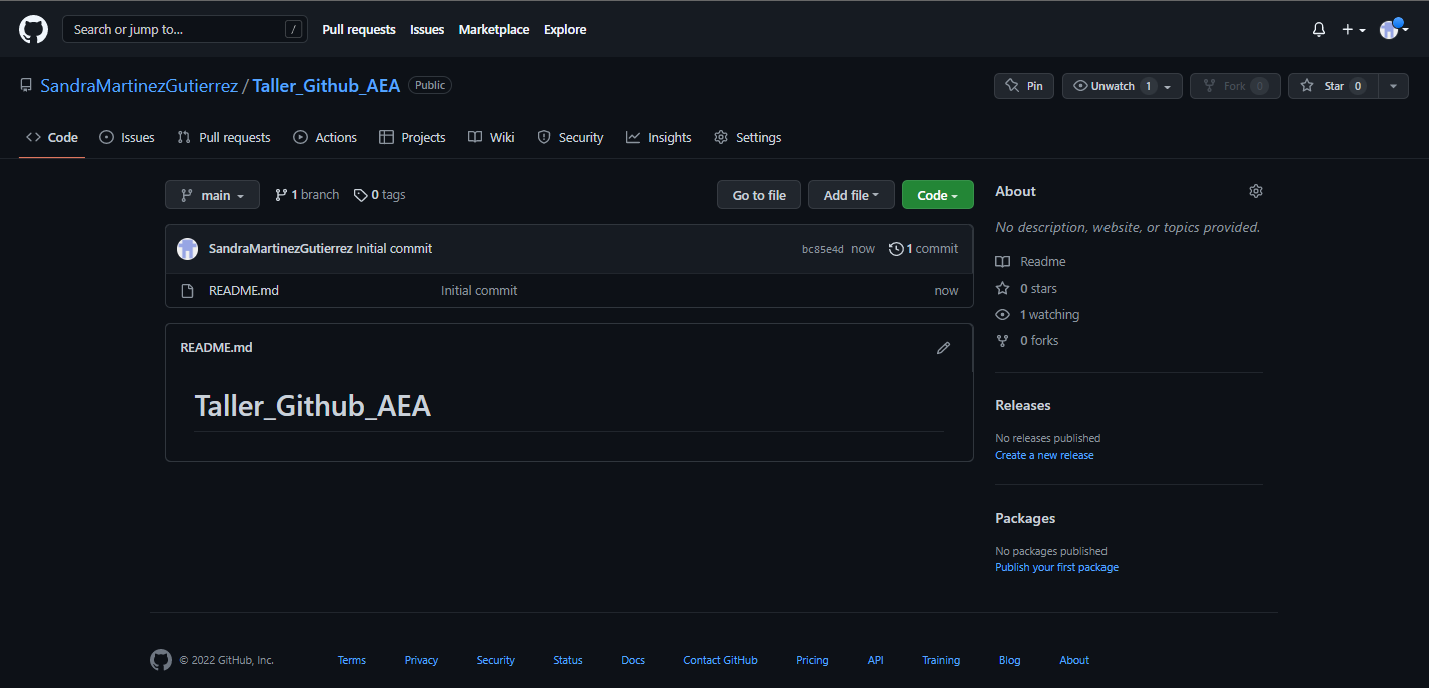 Search or jump to... /
Pull requests Issues Marketplace Explore
SandraMartinezGutierrez / Taller_Github_AEA Public
Pin Unwatch 1 Fork 0 Star 0
Code Issues Pull requests Actions Projects Wiki Security Insights Settings
main 1 branch 0 tags
Go to file Add file Code
SandraMartinezGutierrez Initial commit bc85e4d now 1 commit
README.md Initial commit now
README.md
Taller_Github_AEA
About
No description, website, or topics provided.
Readme
0 stars
1 watching
0 forks
Releases
No releases published
Create a new release
Packages
No packages published
Publish your first package
© 2022 GitHub, Inc. Terms Privacy Security Status Docs Contact GitHub Pricing API Training Blog About